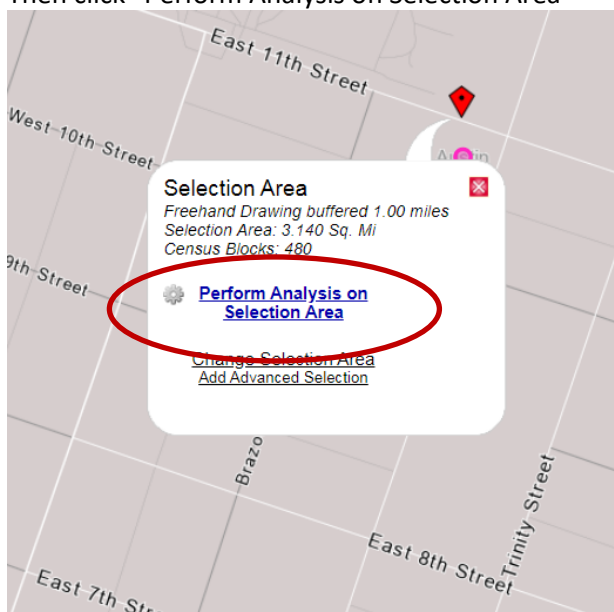 Then click "Perform Analysis on Selection Area"
East 11th Street
West 10th Street
Selection Area
Freehand Drawing buffered 1.00 miles
Selection Area: 3.140 Sq. Mi
Census Blocks: 480
9th Street
Perform Analysis on
Selection Area
Change Selection Area
Add Advanced Selection
Brazo
Trinity Street
East 8th Street
East 7th Str